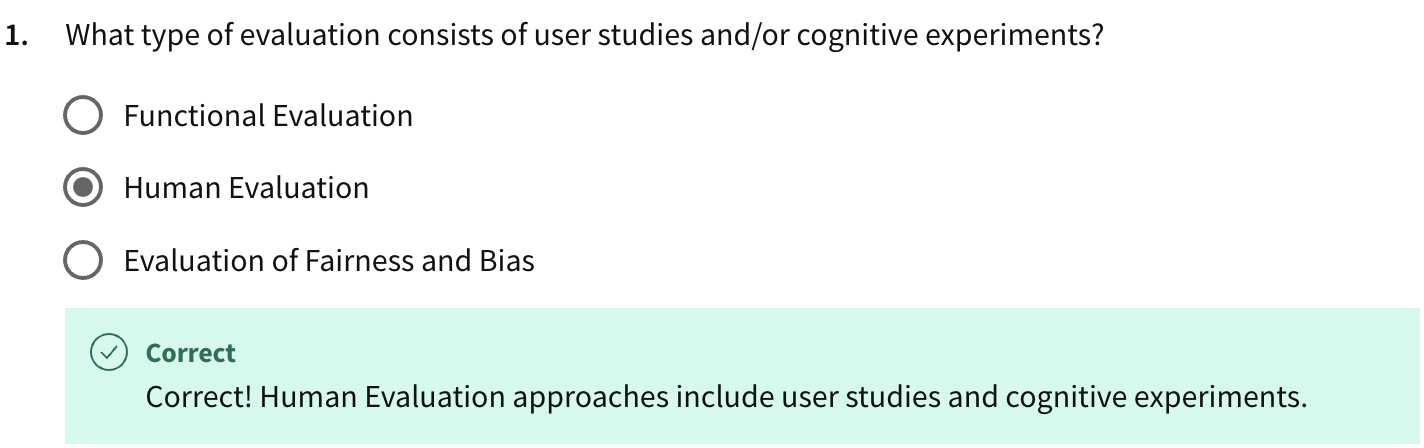 1. What type of evaluation consists of user studies and/or cognitive experiments?
Functional Evaluation
Human Evaluation
Evaluation of Fairness and Bias
Correct
Correct! Human Evaluation approaches include user studies and cognitive experiments.